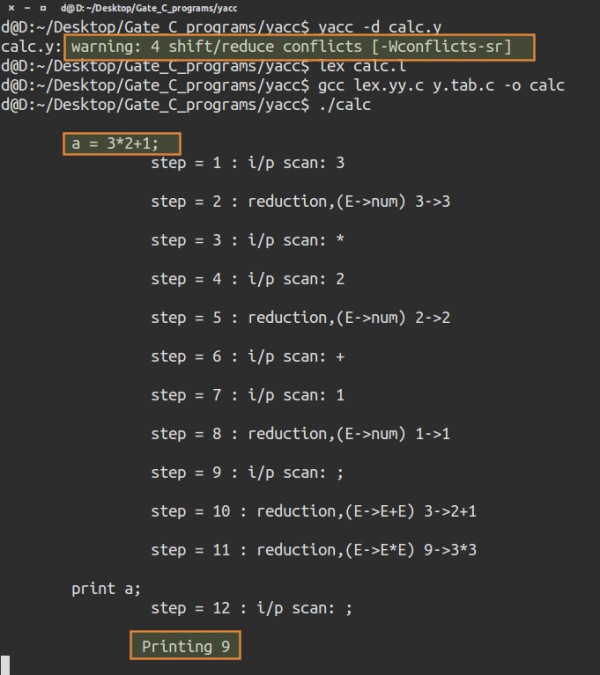 d@D: ~/Desktop/Gate_C_programs/yacc
d@D:~/Desktop/Gate_C_programs/yacc$ yacc -d calc.y
calc.y: warning: 4 shift/reduce conflicts [-Wconflicts-sr]
d@D:~/Desktop/Gate_C_programs/yacc$ lex calc.l
d@D:~/Desktop/Gate_C_programs/yacc$ gcc lex.yy.c y.tab.c -o calc
d@D:~/Desktop/Gate_C_programs/yacc$ ./calc
a = 3*2+1;
step = 1 : i/p scan: 3
step = 2 : reduction,(E->num) 3->3
step = 3 : i/p scan: *
step = 4 : i/p scan: 2
step = 5 : reduction,(E->num) 2->2
step = 6 : i/p scan: +
step = 7 : i/p scan: 1
step = 8 : reduction,(E->num) 1->1
step = 9 : i/p scan: ;
step = 10 : reduction,(E->E+E) 3->2+1
step = 11 : reduction,(E->E*E) 9->3*3
print a;
step = 12 : i/p scan: ;
Printing 9